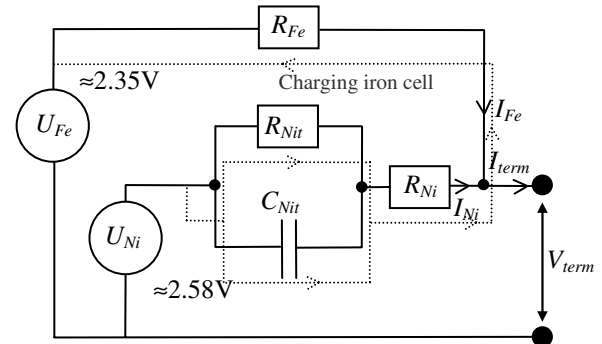 R_Fe
≈2.35V
Charging iron cell
U_Fe
I_Fe
R_Nit
I_term
R_Ni
C_Nit
I_Ni
U_Ni
V_term
≈2.58V